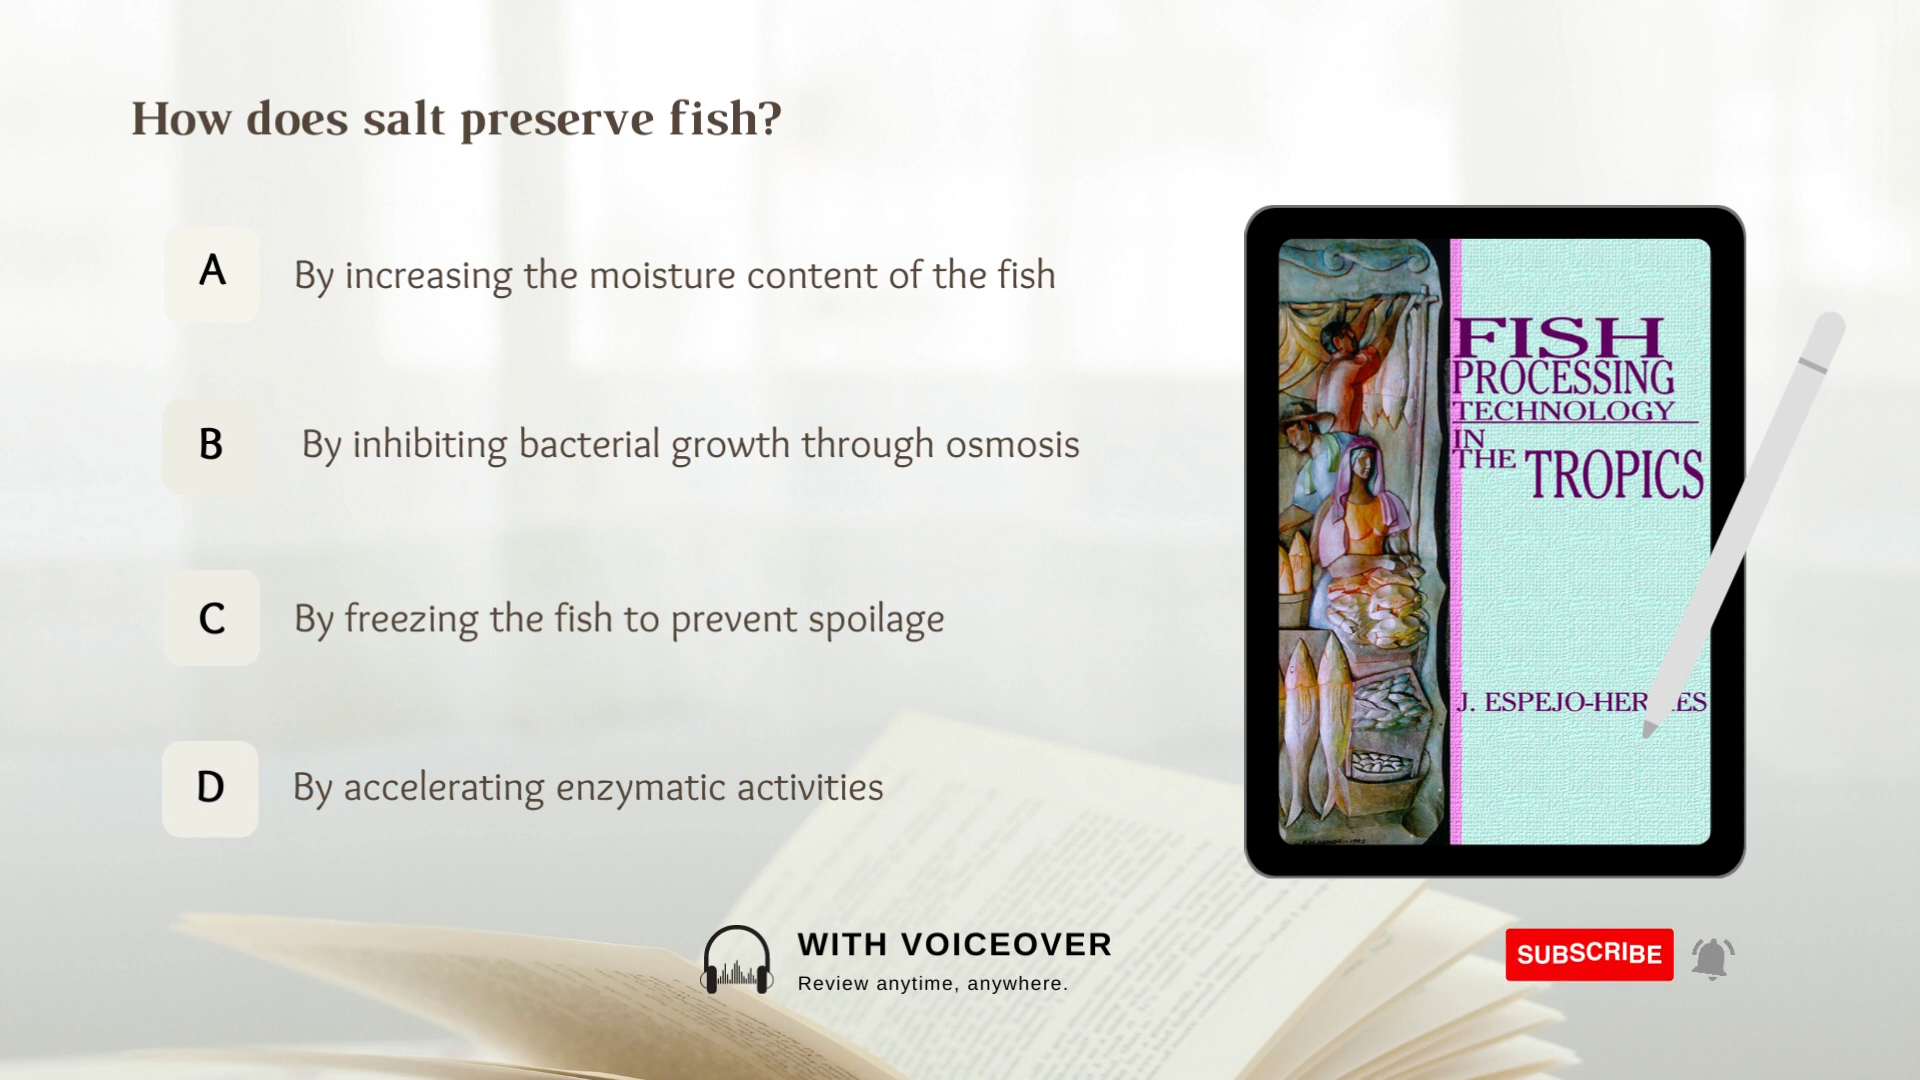 How does salt preserve fish?
A
By increasing the moisture content of the fish
B
By inhibiting bacterial growth through osmosis
C
By freezing the fish to prevent spoilage
D
By accelerating enzymatic activities
FISH
PROCESSING
TECHNOLOGY
IN
THE TROPICS
J. ESPEJO-HER
WITH VOICEOVER
Review anytime, anywhere.
SUBSCRIBE